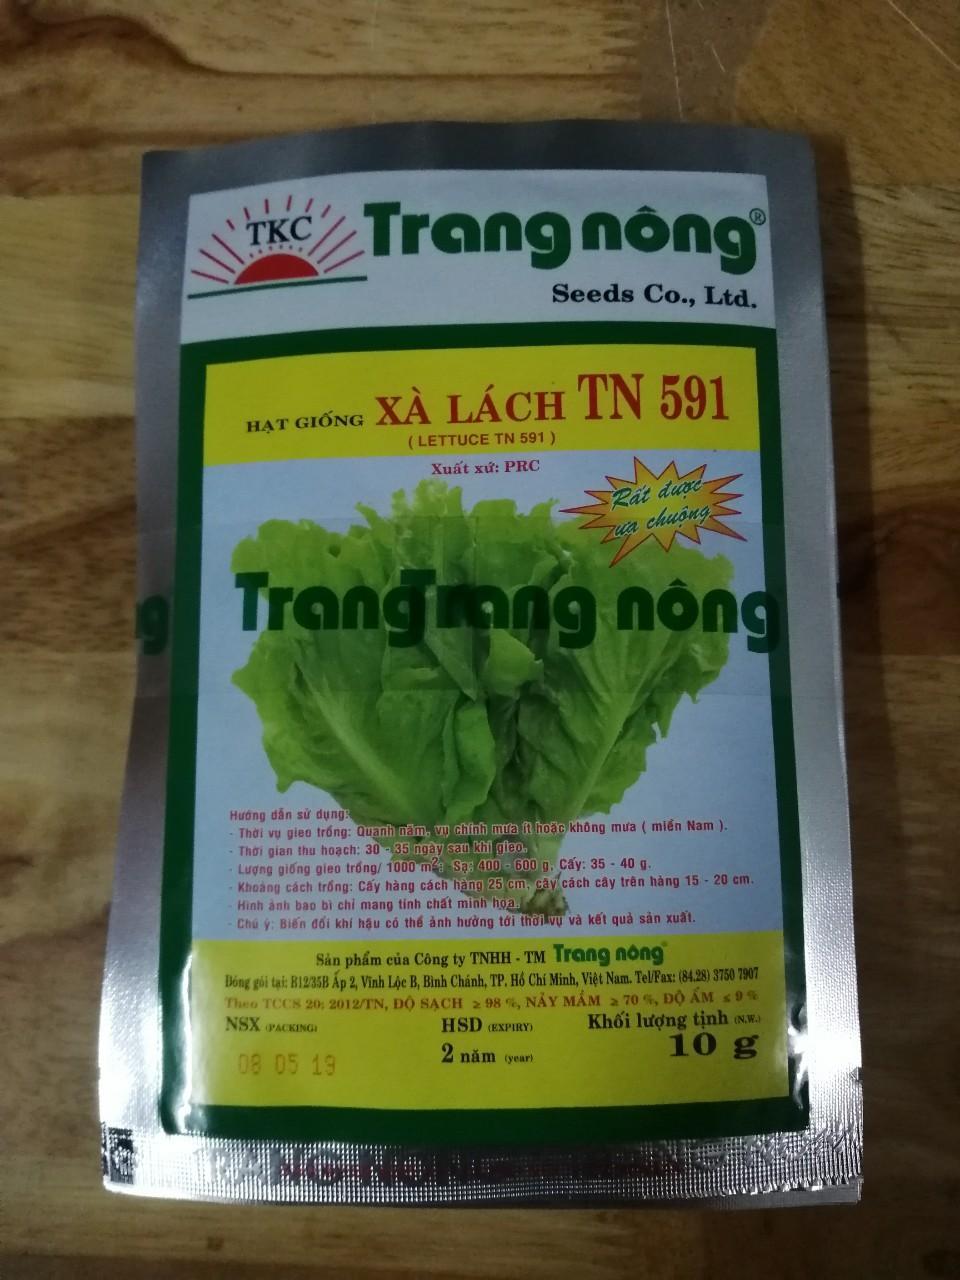 TKC
Trang nông®
Seeds Co., Ltd.
HẠT GIỐNG XÀ LÁCH TN 591
( LETTUCE TN 591 )
Xuất xứ: PRC
Rất được
ưa chuộng
ng TrangTrang nông
Hướng dẫn sử dụng:
- Thời vụ gieo trồng: Quanh năm, vụ chính mưa ít hoặc không mưa ( miền Nam ).
- Thời gian thu hoạch: 30 - 35 ngày sau khi gieo.
- Lượng giống gieo trồng/ 1000 m²: Sạ: 400 - 600 g, Cấy: 35 - 40 g.
- Khoảng cách trồng: Cấy hàng cách hàng 25 cm, cây cách cây trên hàng 15 - 20 cm.
- Hình ảnh bao bì chỉ mang tính chất minh họa.
- Chú ý: Biến đổi khí hậu có thể ảnh hưởng tới thời vụ và kết quả sản xuất.
Sản phẩm của Công ty TNHH - TM Trang nông®
Đóng gói tại: B12/35B Ấp 2, Vĩnh Lộc B, Bình Chánh, TP. Hồ Chí Minh, Việt Nam. Tel/Fax: (84.28) 3750 7907
Theo TCCS 20: 2012/TN, ĐỘ SẠCH ≥ 98 %, NẢY MẦM ≥ 70 %, ĐỘ ẨM ≤ 9 %
NSX (PACKING) HSD (EXPIRY) Khối lượng tịnh (N.W.)
08 05 19 2 năm (year) 10 g